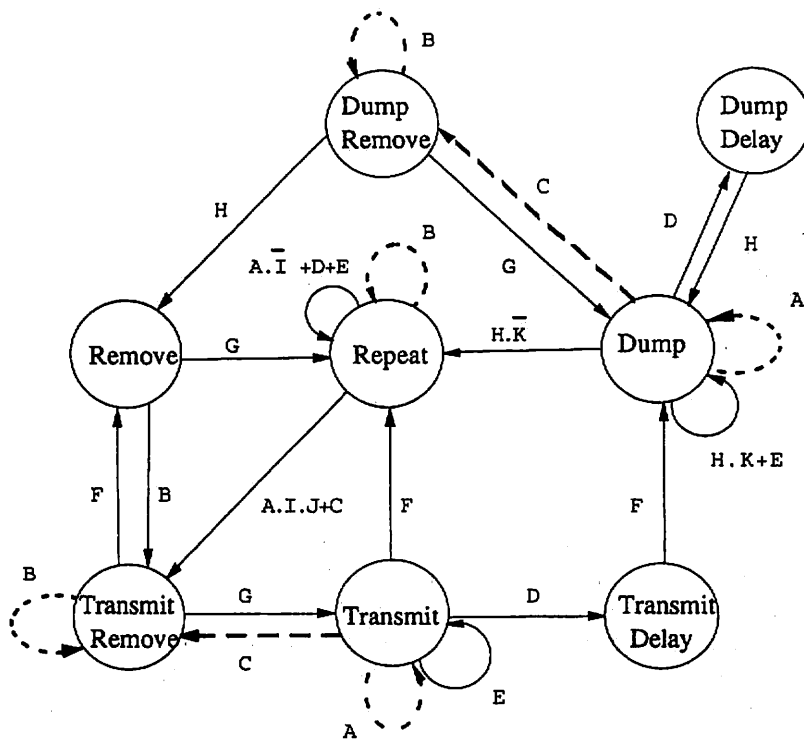 B
Dump
Remove
Dump
Delay
C
H
D
H
B
A.I̅ +D+E
G
A
Remove
G
Repeat
H.K̅
Dump
H.K+E
F
B
A.I.J+C
F
F
B
Transmit
Remove
G
Transmit
D
Transmit
Delay
C
E
A